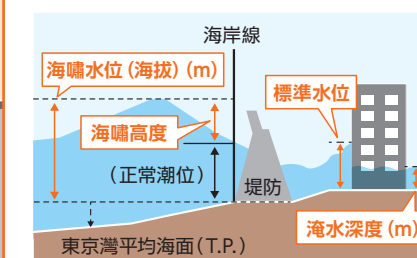 海岸線
海嘯水位(海拔)(m)
標準水位
海嘯高度
(正常潮位)
堤防
淹水深度(m)
東京灣平均海面(T.P.)